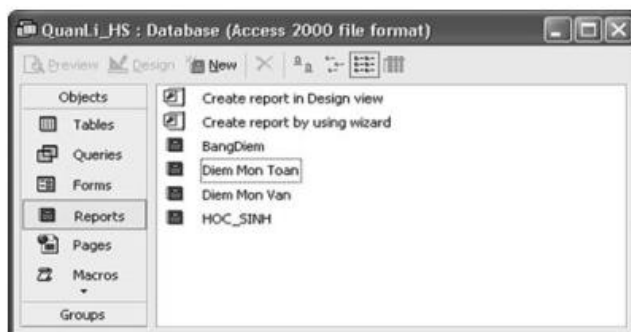 QuanLi_HS : Database (Access 2000 file format)
Preview Design New
Objects
Tables
Queries
Forms
Reports
Pages
Macros
Groups
Create report in Design view
Create report by using wizard
BangDiem
Diem Mon Toan
Diem Mon Van
HOC_SINH